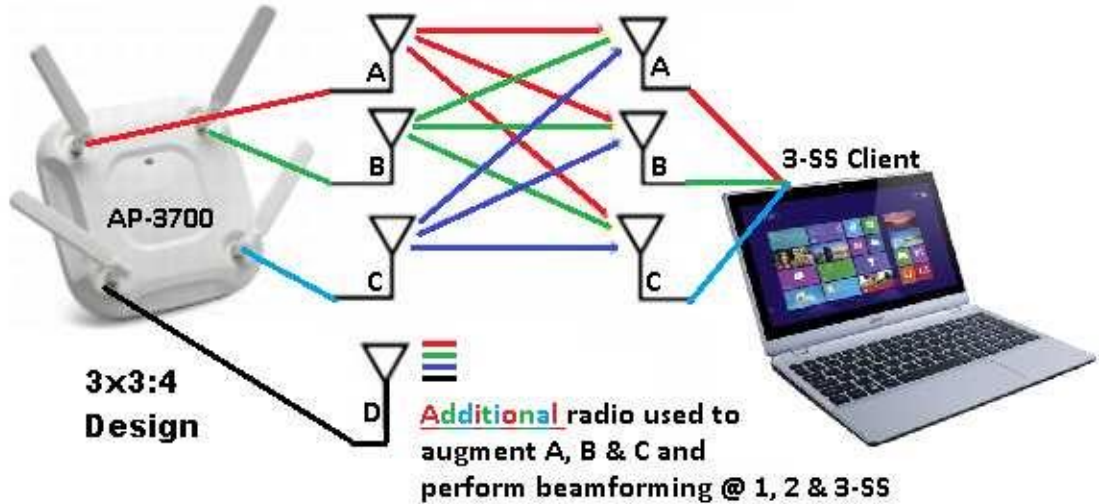 A
A
B
B
3-SS Client
AP-3700
C
C
3x3:4
Design
D
Additional radio used to
augment A, B & C and
perform beamforming @ 1, 2 & 3-SS